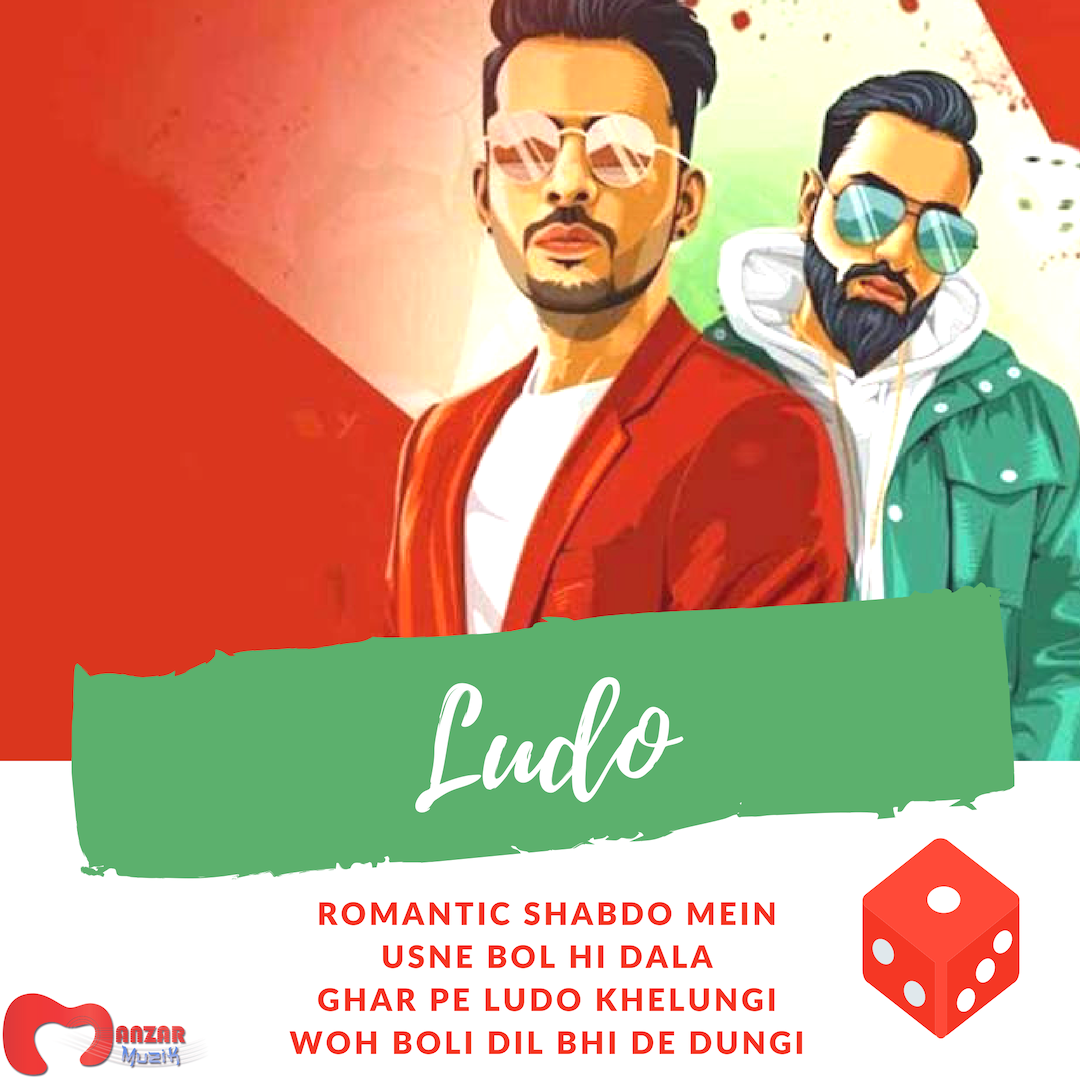 Ludo
ROMANTIC SHABDO MEIN
USNE BOL HI DALA
GHAR PE LUDO KHELUNGI
WOH BOLI DIL BHI DE DUNGI
MANZAR
MUZIK